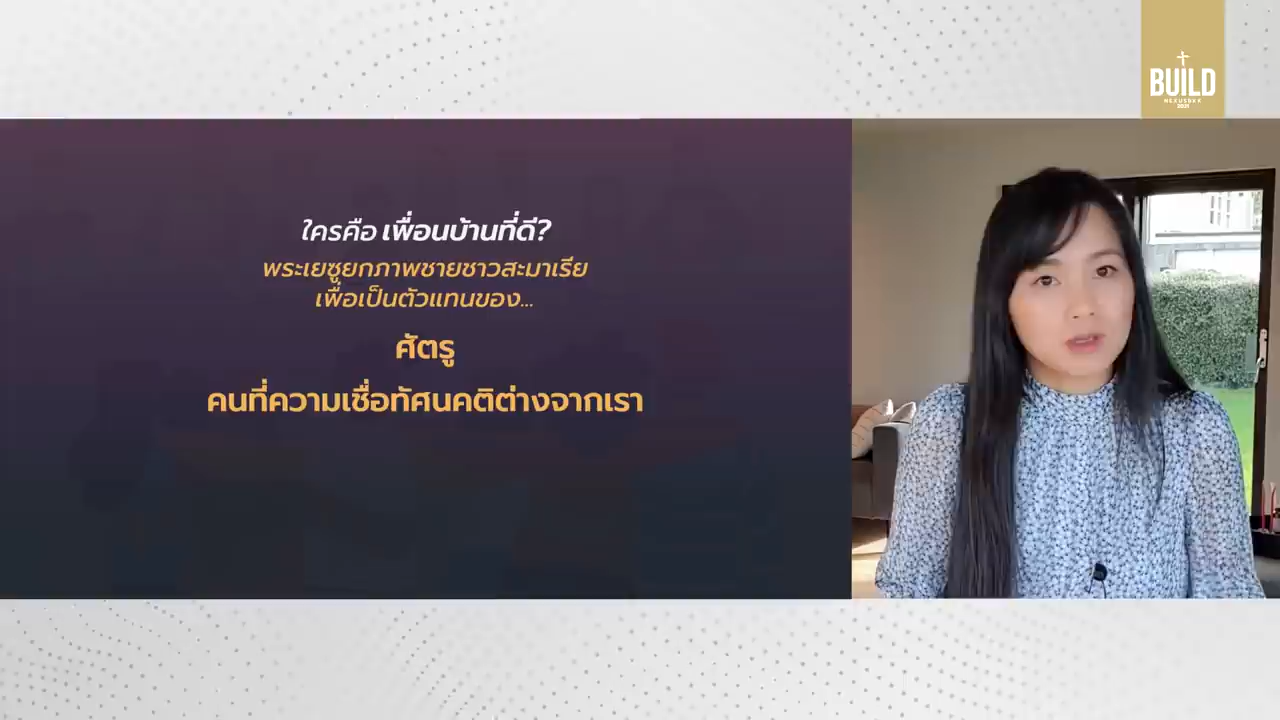 ใครคือ เพื่อนบ้านที่ดี?
พระเยซูยกภาพชายชาวสะมาเรีย
เพื่อเป็นตัวแทนของ...
ศัตรู
คนที่ความเชื่อทัศนคติต่างจากเรา
BUILD
NEXUSBKK
2021